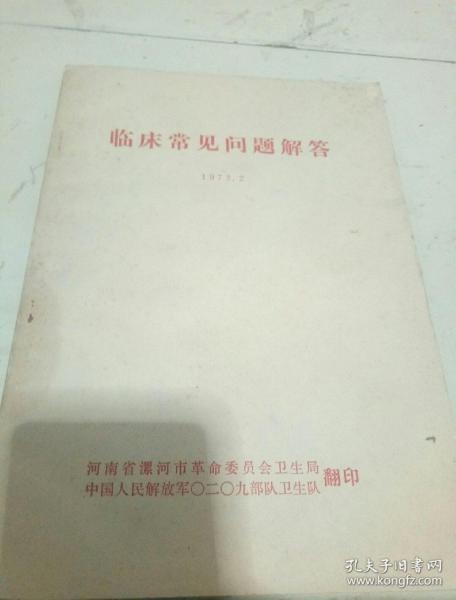 临床常见问题解答
1973.2
河南省漯河市革命委员会卫生局
中国人民解放军〇二〇九部队卫生队
翻印
孔夫子旧书网
www.kongfz.com